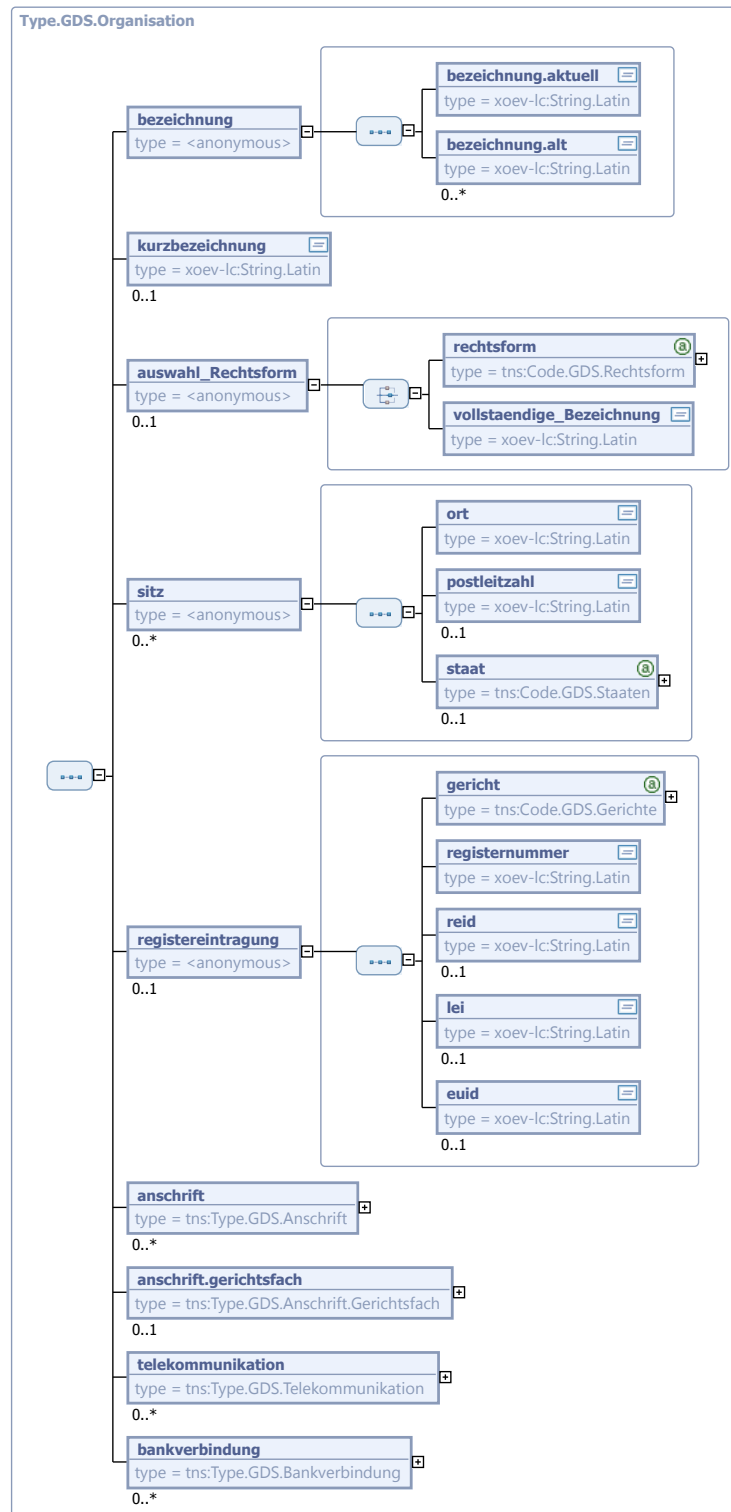 Type.GDS.Organisation
bezeichnung
type = <anonymous>
bezeichnung.aktuell
type = xoev-lc:String.Latin
bezeichnung.alt
type = xoev-lc:String.Latin
0..*
kurzbezeichnung
type = xoev-lc:String.Latin
0..1
auswahl_Rechtsform
type = <anonymous>
0..1
rechtsform
type = tns:Code.GDS.Rechtsform
vollstaendige_Bezeichnung
type = xoev-lc:String.Latin
sitz
type = <anonymous>
0..*
ort
type = xoev-lc:String.Latin
postleitzahl
type = xoev-lc:String.Latin
0..1
staat
type = tns:Code.GDS.Staaten
0..1
registereintragung
type = <anonymous>
0..1
gericht
type = tns:Code.GDS.Gerichte
registernummer
type = xoev-lc:String.Latin
reid
type = xoev-lc:String.Latin
0..1
lei
type = xoev-lc:String.Latin
0..1
euid
type = xoev-lc:String.Latin
0..1
anschrift
type = tns:Type.GDS.Anschrift
0..*
anschrift.gerichtsfach
type = tns:Type.GDS.Anschrift.Gerichtsfach
0..1
telekommunikation
type = tns:Type.GDS.Telekommunikation
0..*
bankverbindung
type = tns:Type.GDS.Bankverbindung
0..*